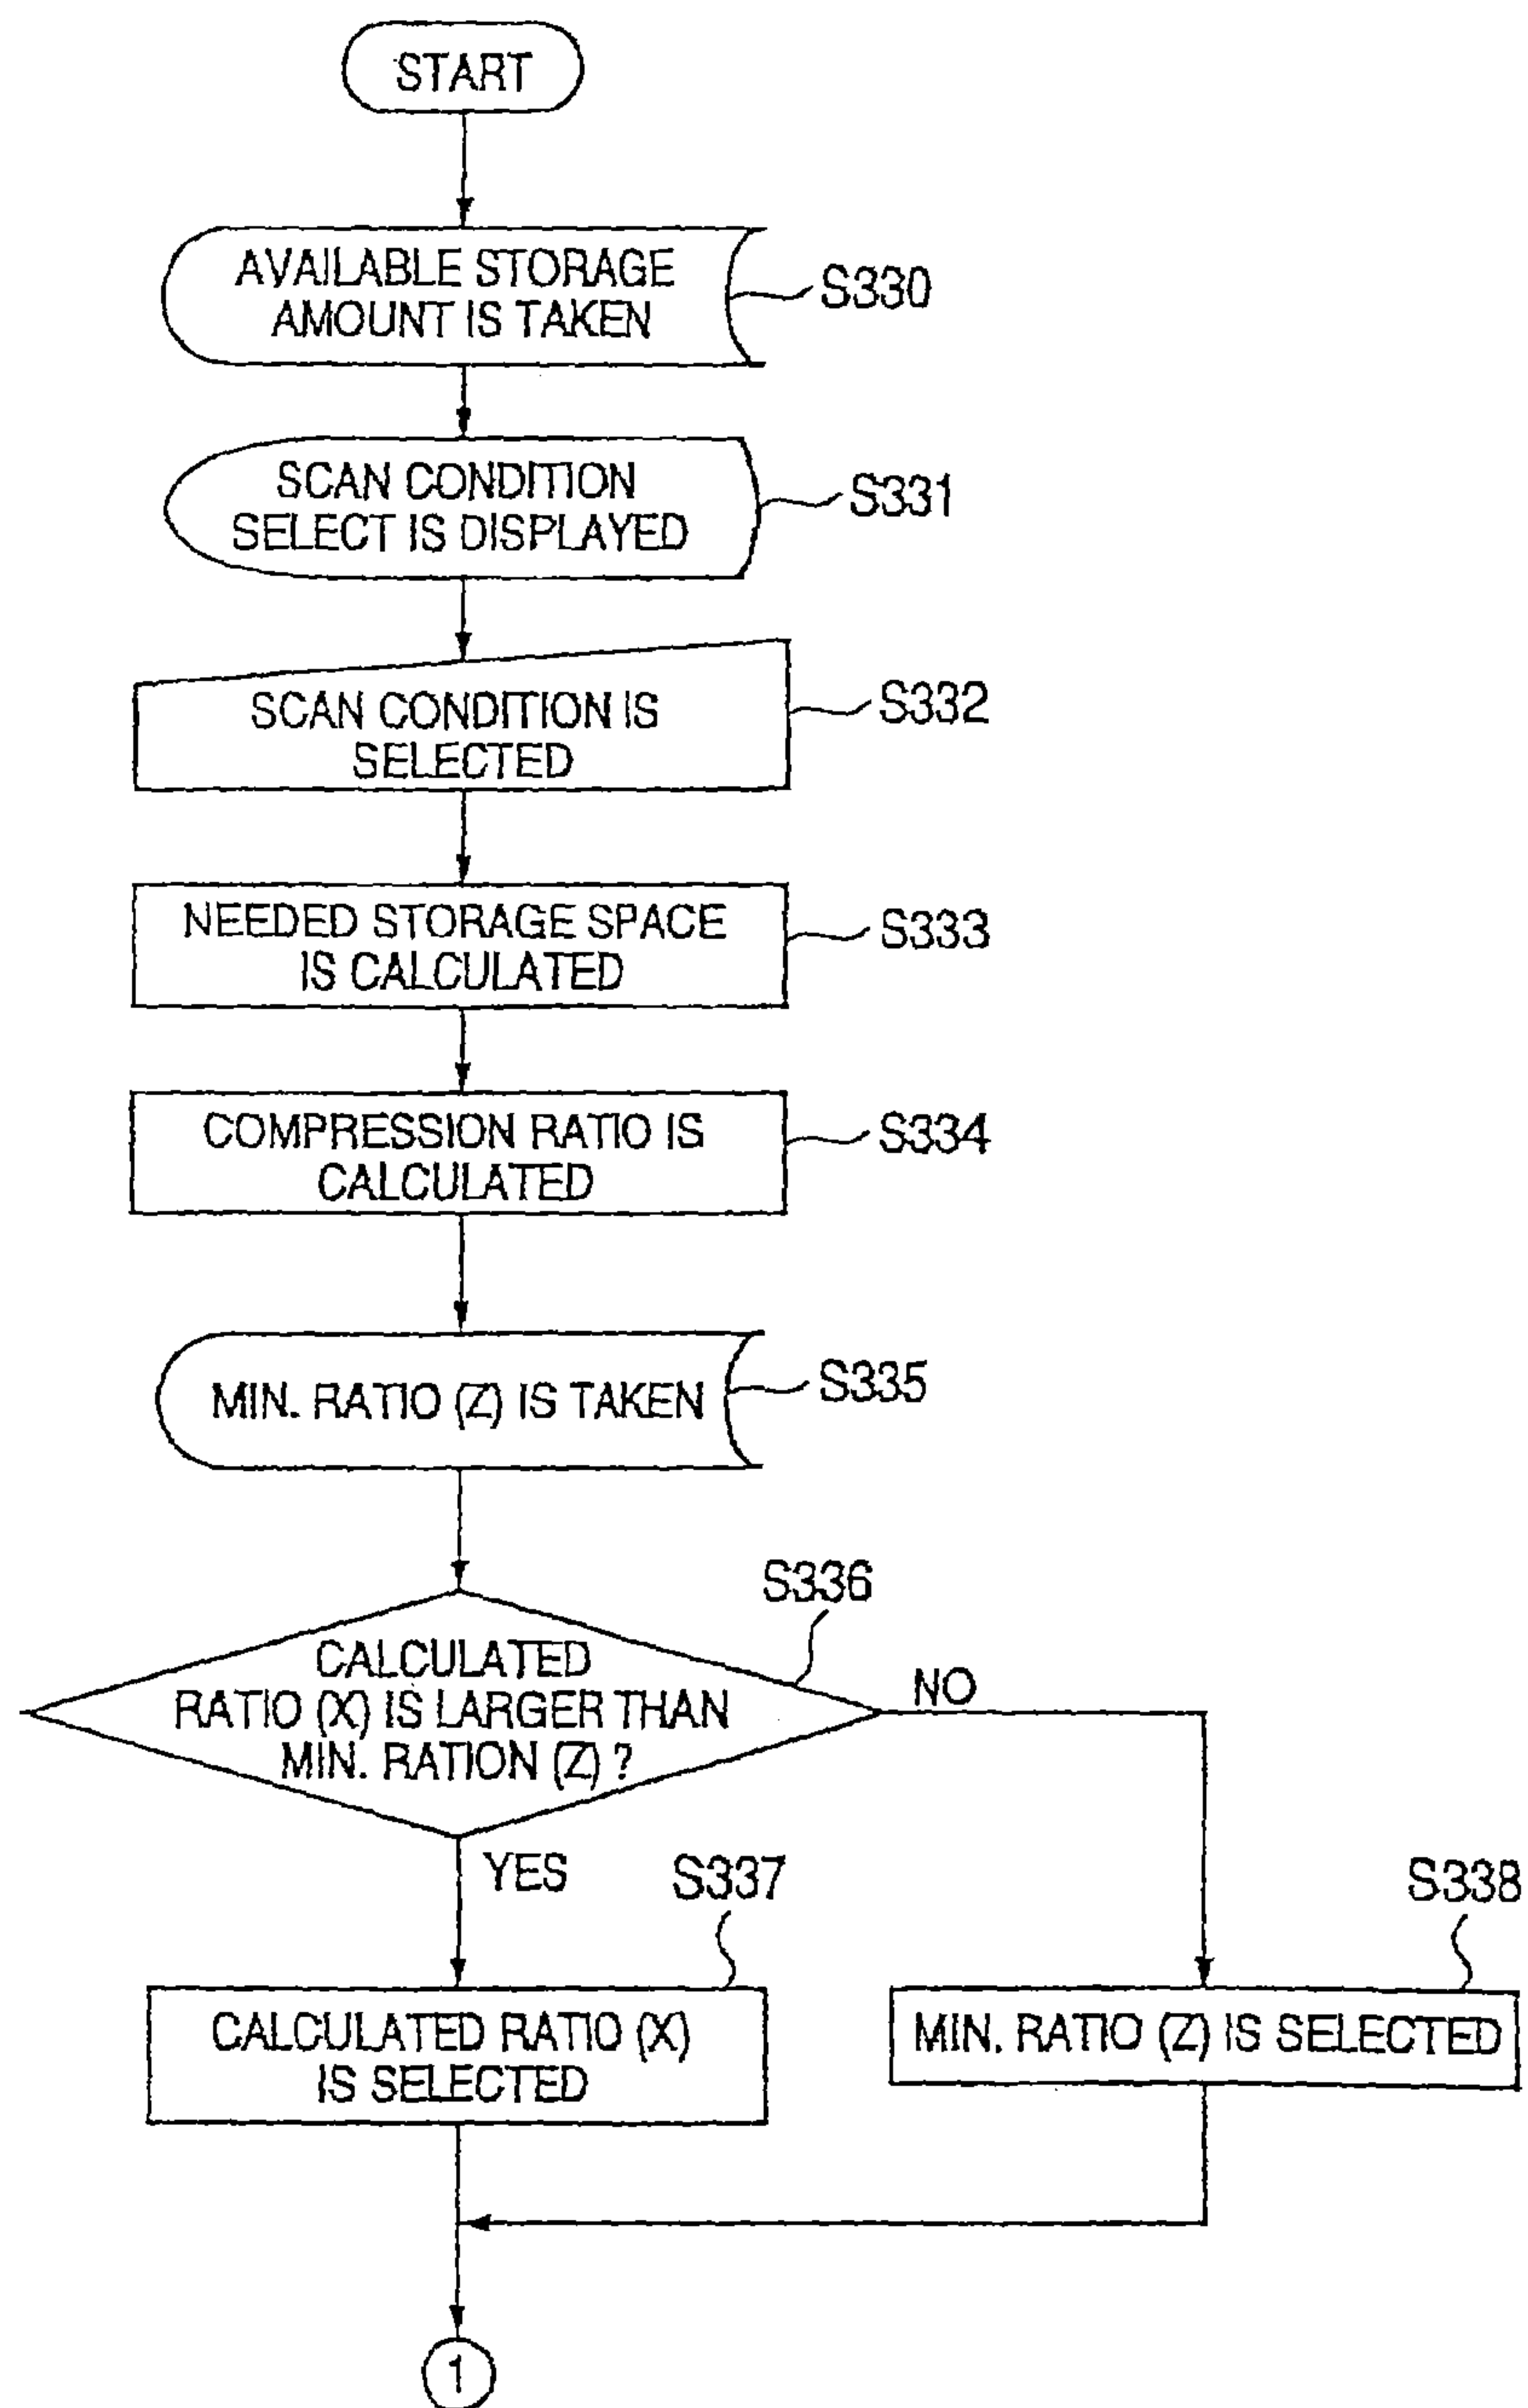 START
AVAILABLE STORAGE
AMOUNT IS TAKEN
S330
SCAN CONDITION
SELECT IS DISPLAYED
S331
SCAN CONDITION IS
SELECTED
S332
NEEDED STORAGE SPACE
IS CALCULATED
S333
COMPRESSION RATIO IS
CALCULATED
S334
MIN. RATIO (Z) IS TAKEN
S335
S336
CALCULATED
RATIO (X) IS LARGER THAN
MIN. RATION (Z) ?
NO
YES
S337
S338
CALCULATED RATIO (X)
IS SELECTED
MIN. RATIO (Z) IS SELECTED
1